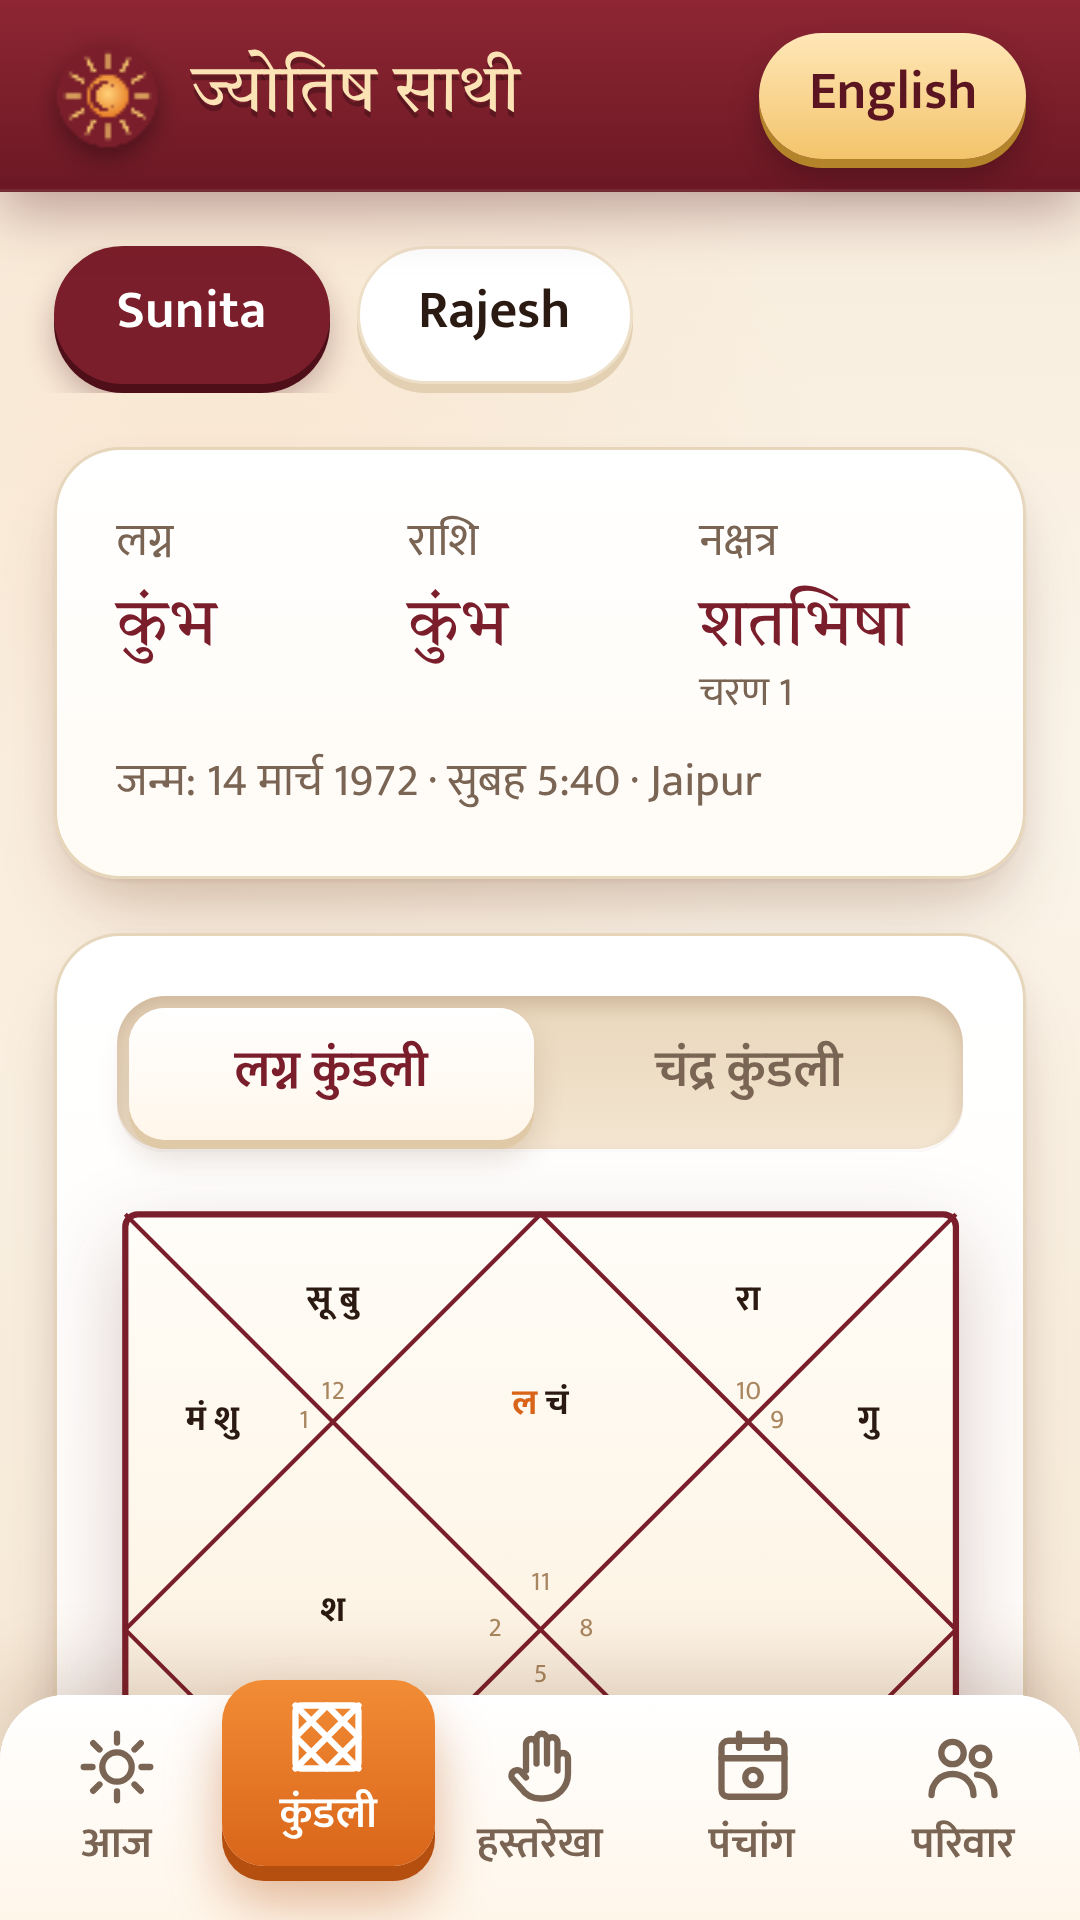 ज्योतिष साथी
English
Sunita Rajesh
लग्न राशि नक्षत्र
कुंभ कुंभ शतभिषा
चरण 1
जन्म: 14 मार्च 1972 · सुबह 5:40 · Jaipur
लग्न कुंडली चंद्र कुंडली
सू बु रा
12 10
मं शु 1 ल चं 9 गु
11
श 2 8
5
आज कुंडली हस्तरेखा पंचांग परिवार